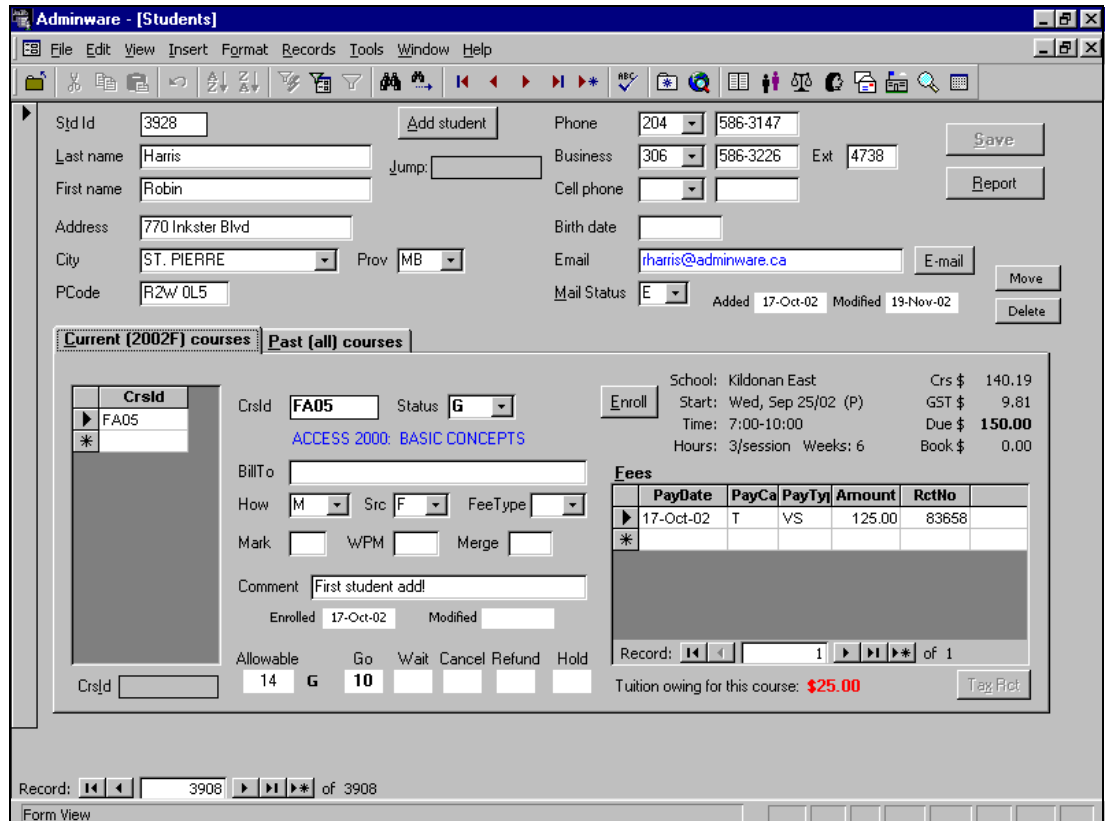 Adminware - [Students]
File Edit View Insert Format Records Tools Window Help
Std Id 3928 Add student Phone 204 586-3147
Save
Last name Harris Jump: Business 306 586-3226 Ext 4738
First name Robin Cell phone Report
Address 770 Inkster Blvd Birth date
City ST. PIERRE Prov MB Email rharris@adminware.ca E-mail
Move
PCode R2W 0L5 Mail Status E Added 17-Oct-02 Modified 19-Nov-02
Delete
Current (2002F) courses Past (all) courses
School: Kildonan East Crs $ 140.19
CrsId CrsId FA05 Status G Enroll Start: Wed, Sep 25/02 (P) GST $ 9.81
FA05 Time: 7:00-10:00 Due $ 150.00
ACCESS 2000: BASIC CONCEPTS Hours: 3/session Weeks: 6 Book $ 0.00
BillTo Fees
PayDate PayCa PayTyp Amount RctNo
How M Src F FeeType
17-Oct-02 T VS 125.00 83658
Mark WPM Merge
Comment First student add!
Enrolled 17-Oct-02 Modified
Record: 1 of 1
Allowable Go Wait Cancel Refund Hold
CrsId 14 G 10 Tuition owing for this course: $25.00 Tax Rct
Record: 3908 of 3908
Form View